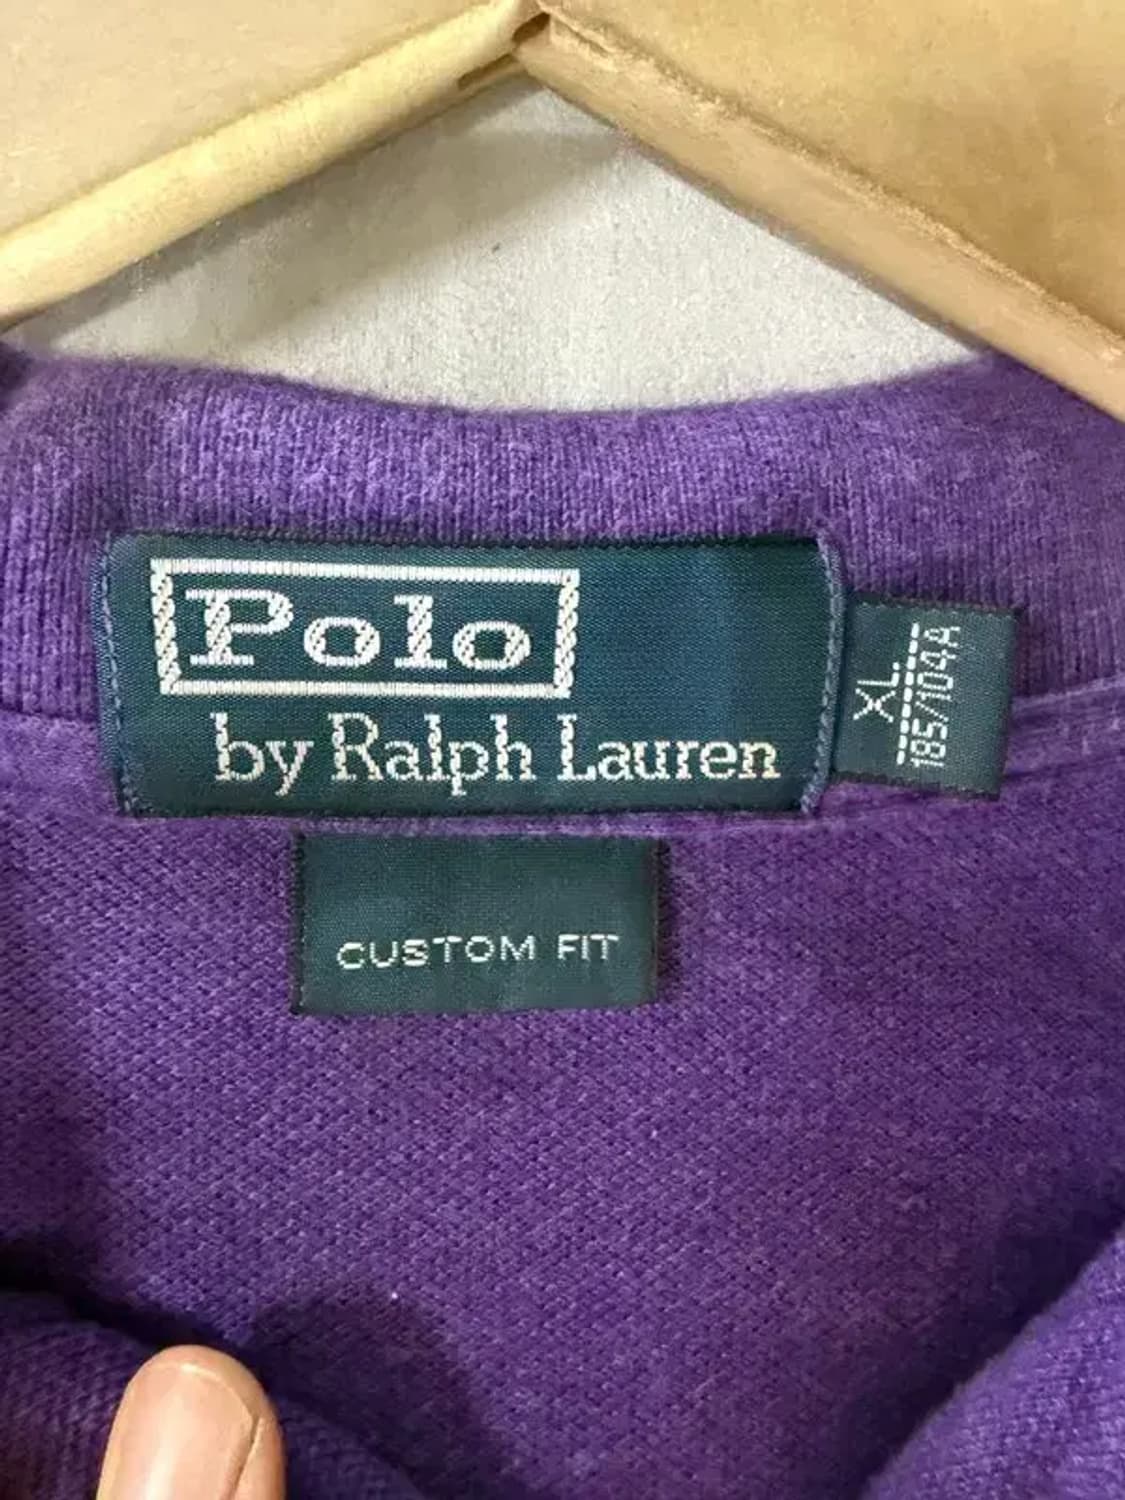 Polo
by Ralph Lauren
XL
185/104A
CUSTOM FIT